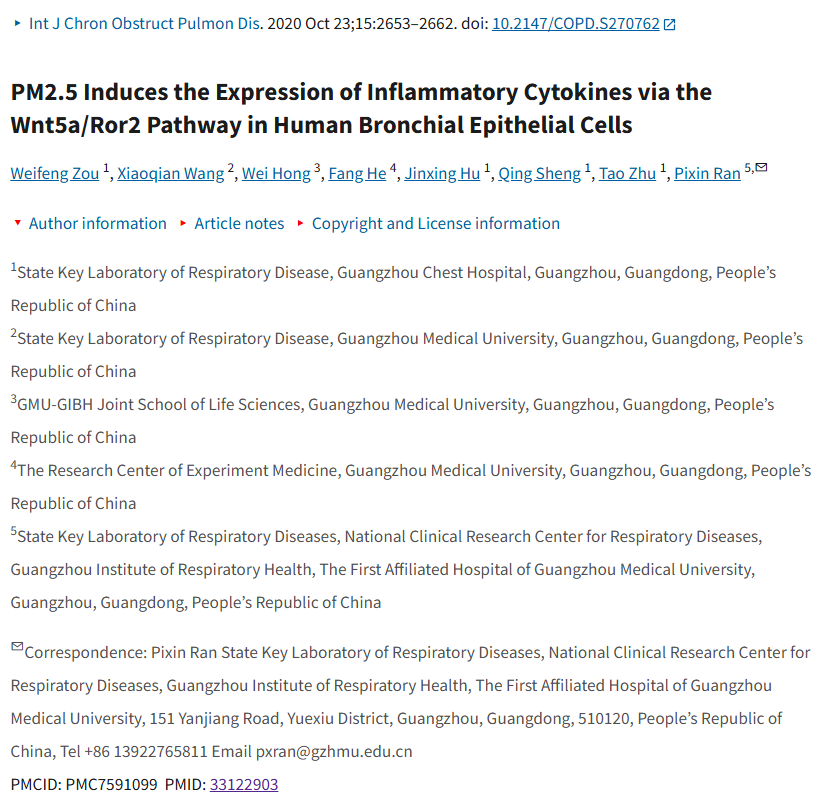 Int J Chron Obstruct Pulmon Dis. 2020 Oct 23;15:2653–2662. doi: 10.2147/COPD.S270762
PM2.5 Induces the Expression of Inflammatory Cytokines via the
Wnt5a/Ror2 Pathway in Human Bronchial Epithelial Cells
Weifeng Zou 1, Xiaoqian Wang 2, Wei Hong 3, Fang He 4, Jinxing Hu 1, Qing Sheng 1, Tao Zhu 1, Pixin Ran 5,✉
Author information Article notes Copyright and License information
1State Key Laboratory of Respiratory Disease, Guangzhou Chest Hospital, Guangzhou, Guangdong, People’s
Republic of China
2State Key Laboratory of Respiratory Disease, Guangzhou Medical University, Guangzhou, Guangdong, People’s
Republic of China
3GMU-GIBH Joint School of Life Sciences, Guangzhou Medical University, Guangzhou, Guangdong, People’s
Republic of China
4The Research Center of Experiment Medicine, Guangzhou Medical University, Guangzhou, Guangdong, People’s
Republic of China
5State Key Laboratory of Respiratory Diseases, National Clinical Research Center for Respiratory Diseases,
Guangzhou Institute of Respiratory Health, The First Affiliated Hospital of Guangzhou Medical University,
Guangzhou, Guangdong, People’s Republic of China
✉Correspondence: Pixin Ran State Key Laboratory of Respiratory Diseases, National Clinical Research Center for
Respiratory Diseases, Guangzhou Institute of Respiratory Health, The First Affiliated Hospital of Guangzhou
Medical University, 151 Yanjiang Road, Yuexiu District, Guangzhou, Guangdong, 510120, People’s Republic of
China, Tel +86 13922765811 Email pxran@gzhmu.edu.cn
PMCID: PMC7591099 PMID: 33122903